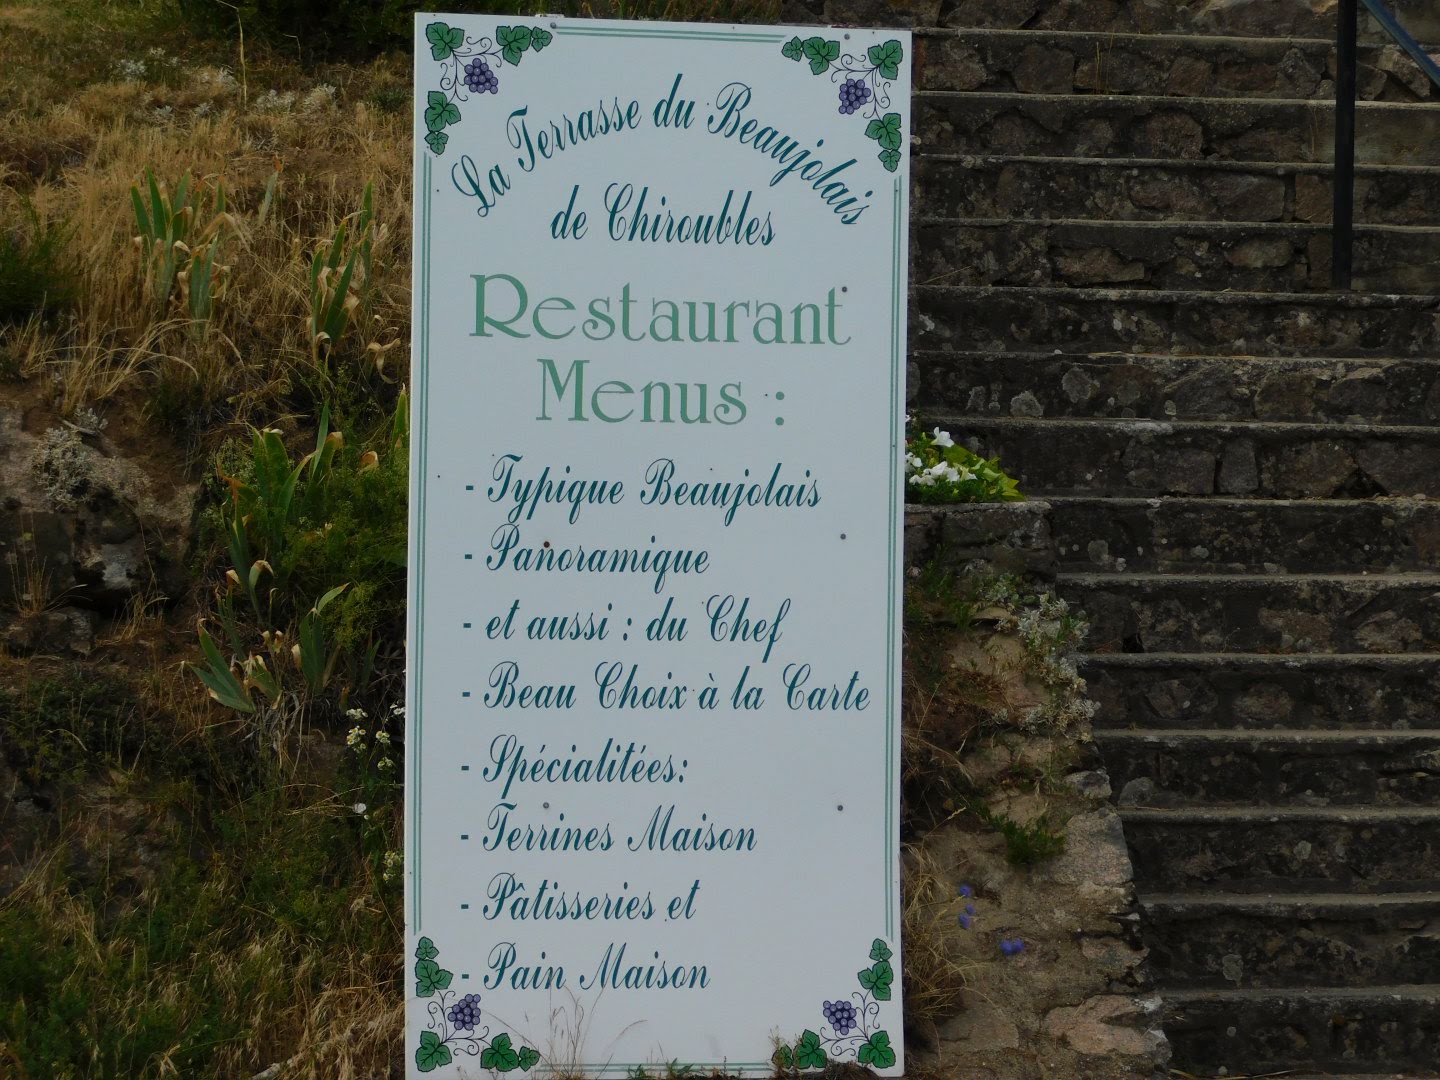 La Terrasse du Beaujolais
de Chiroubles
Restaurant
Menus :
- Typique Beaujolais
- Panoramique
- et aussi : du Chef
- Beau Choix à la Carte
- Spécialitées:
- Terrines Maison
- Pâtisseries et
- Pain Maison